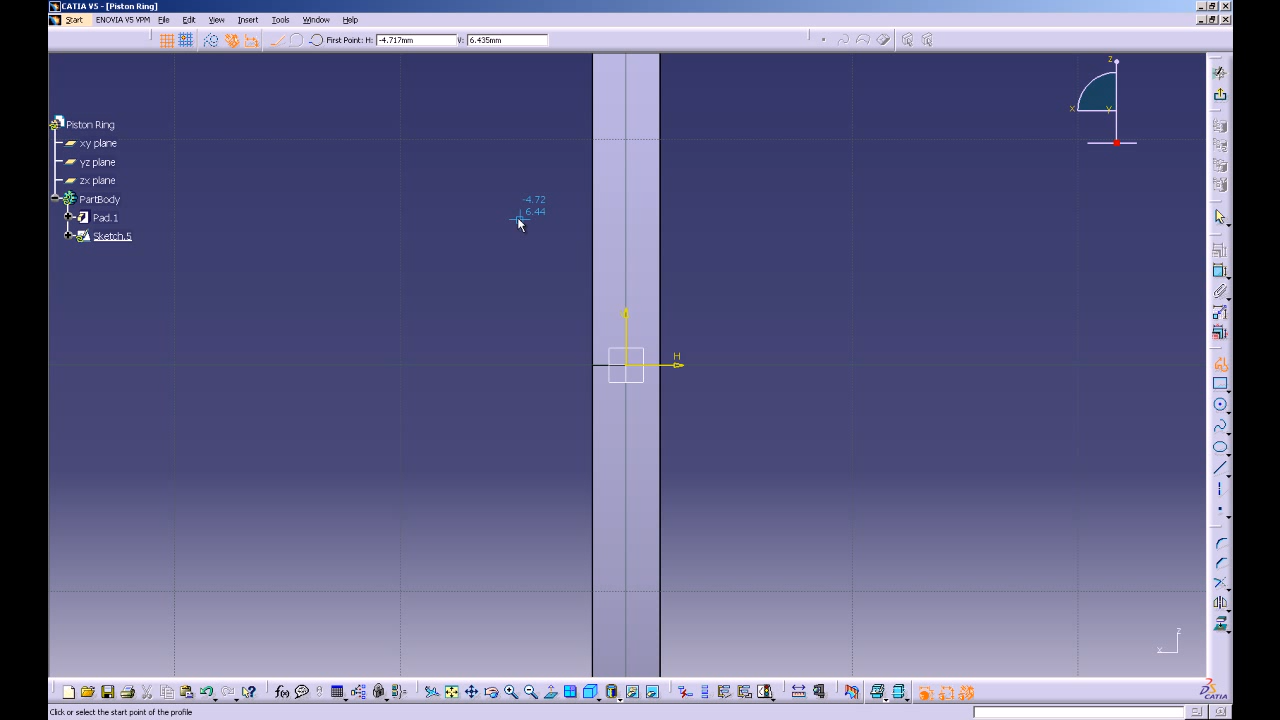 CATIA V5 - [Piston Ring]
Start ENOVIA V5 VPM File Edit View Insert Tools Window Help
First Point: H: -4.717mm V: 6.435mm
Z
X Y
Piston Ring
xy plane
yz plane
zx plane
PartBody
Pad.1
Sketch.5
-4.72
6.44
H
Z
X
f(x)
CATIA
Click or select the start point of the profile